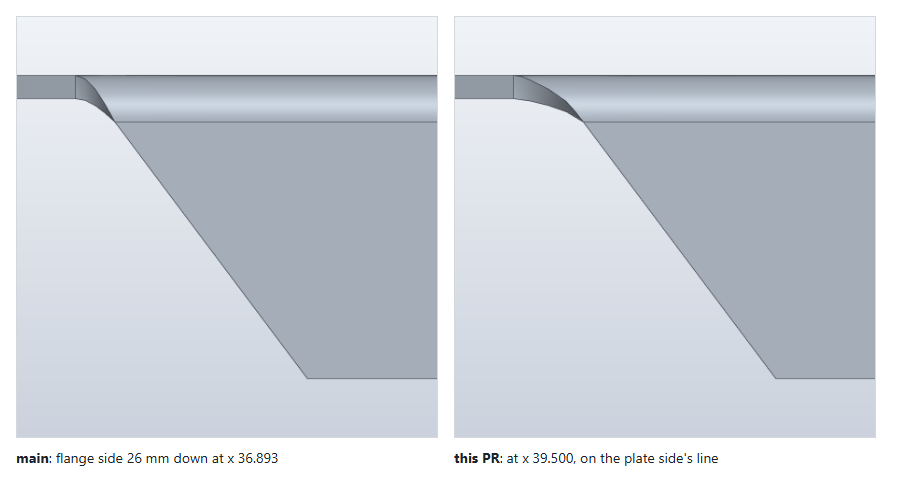 main: flange side 26 mm down at x 36.893
this PR: at x 39.500, on the plate side's line